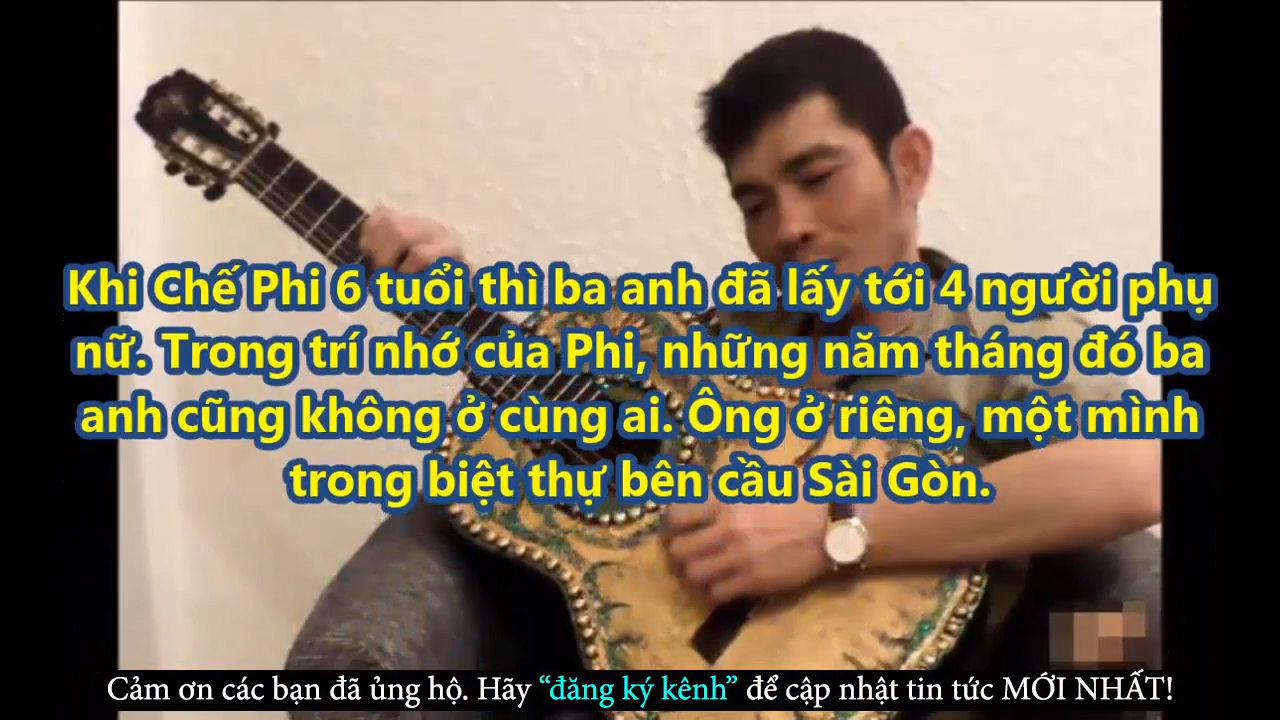 Khi Chế Phi 6 tuổi thì ba anh đã lấy tới 4 người phụ
nữ. Trong trí nhớ của Phi, những năm tháng đó ba
anh cũng không ở cùng ai. Ông ở riêng, một mình
trong biệt thự bên cầu Sài Gòn.
Cảm ơn các bạn đã ủng hộ. Hãy “đăng ký kênh” để cập nhật tin tức MỚI NHẤT!